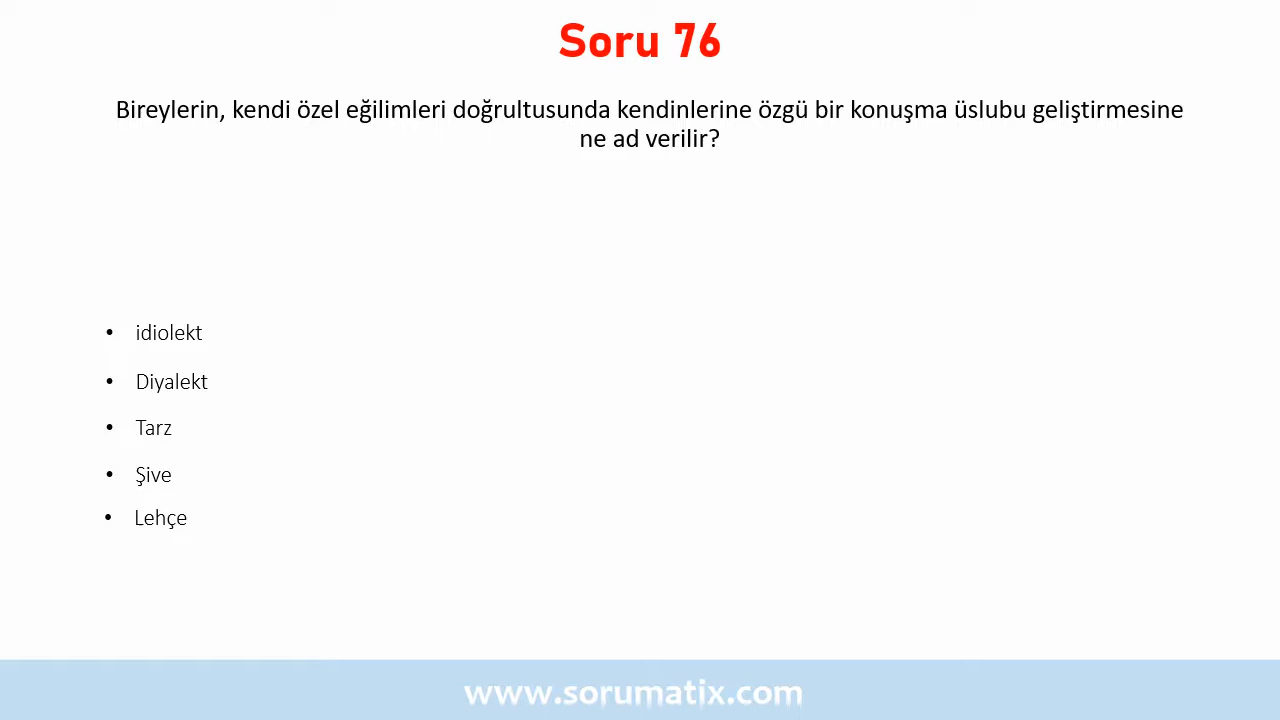 Soru 76
Bireylerin, kendi özel eğilimleri doğrultusunda kendinlerine özgü bir konuşma üslubu geliştirmesine
ne ad verilir?
• idiolekt
• Diyalekt
• Tarz
• Şive
• Lehçe
www.sorumatix.com